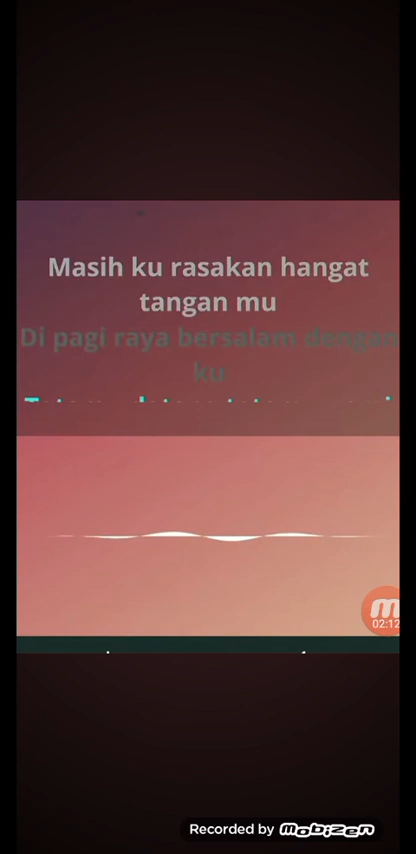 Masih ku rasakan hangat
tangan mu
Di pagi raya bersalam dengan
ku
02:12
Recorded by Mobizen